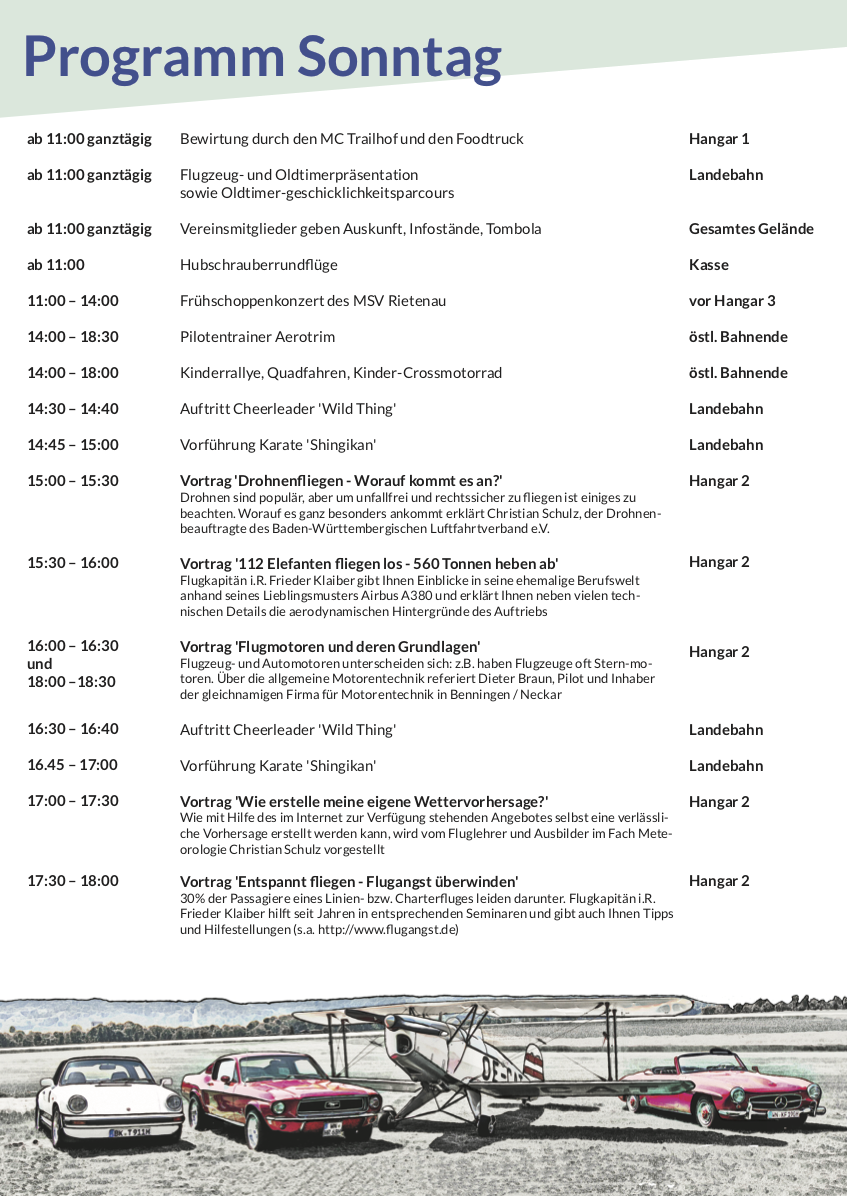 Programm Sonntag
ab 11:00 ganztägig Bewirtung durch den MC Trailhof und den Foodtruck Hangar 1
ab 11:00 ganztägig Flugzeug- und Oldtimerpräsentation Landebahn
sowie Oldtimer-geschicklichkeitsparcours
ab 11:00 ganztägig Vereinsmitglieder geben Auskunft, Infostände, Tombola Gesamtes Gelände
ab 11:00 Hubschrauberrundflüge Kasse
11:00 – 14:00 Frühschoppenkonzert des MSV Rietenau vor Hangar 3
14:00 – 18:30 Pilotentrainer Aerotrim östl. Bahnende
14:00 – 18:00 Kinderrallye, Quadfahren, Kinder-Crossmotorrad östl. Bahnende
14:30 – 14:40 Auftritt Cheerleader 'Wild Thing' Landebahn
14:45 – 15:00 Vorführung Karate 'Shingikan' Landebahn
15:00 – 15:30 Vortrag 'Drohnenfliegen - Worauf kommt es an?' Hangar 2
Drohnen sind populär, aber um unfallfrei und rechtssicher zu fliegen ist einiges zu
beachten. Worauf es ganz besonders ankommt erklärt Christian Schulz, der Drohnen-
beauftragte des Baden-Württembergischen Luftfahrtverband e.V.
15:30 – 16:00 Vortrag '112 Elefanten fliegen los - 560 Tonnen heben ab' Hangar 2
Flugkapitän i.R. Frieder Klaiber gibt Ihnen Einblicke in seine ehemalige Berufswelt
anhand seines Lieblingsmusters Airbus A380 und erklärt Ihnen neben vielen tech-
nischen Details die aerodynamischen Hintergründe des Auftriebs
16:00 – 16:30 Vortrag 'Flugmotoren und deren Grundlagen' Hangar 2
und Flugzeug- und Automotoren unterscheiden sich: z.B. haben Flugzeuge oft Stern-mo-
18:00 –18:30 toren. Über die allgemeine Motorentechnik referiert Dieter Braun, Pilot und Inhaber
der gleichnamigen Firma für Motorentechnik in Benningen / Neckar
16:30 – 16:40 Auftritt Cheerleader 'Wild Thing' Landebahn
16.45 – 17:00 Vorführung Karate 'Shingikan' Landebahn
17:00 – 17:30 Vortrag 'Wie erstelle meine eigene Wettervorhersage?' Hangar 2
Wie mit Hilfe des im Internet zur Verfügung stehenden Angebotes selbst eine verlässli-
che Vorhersage erstellt werden kann, wird vom Fluglehrer und Ausbilder im Fach Mete-
orologie Christian Schulz vorgestellt
17:30 – 18:00 Vortrag 'Entspannt fliegen - Flugangst überwinden' Hangar 2
30% der Passagiere eines Linien- bzw. Charterfluges leiden darunter. Flugkapitän i.R.
Frieder Klaiber hilft seit Jahren in entsprechenden Seminaren und gibt auch Ihnen Tipps
und Hilfestellungen (s.a. http://www.flugangst.de)
BK-T 911H